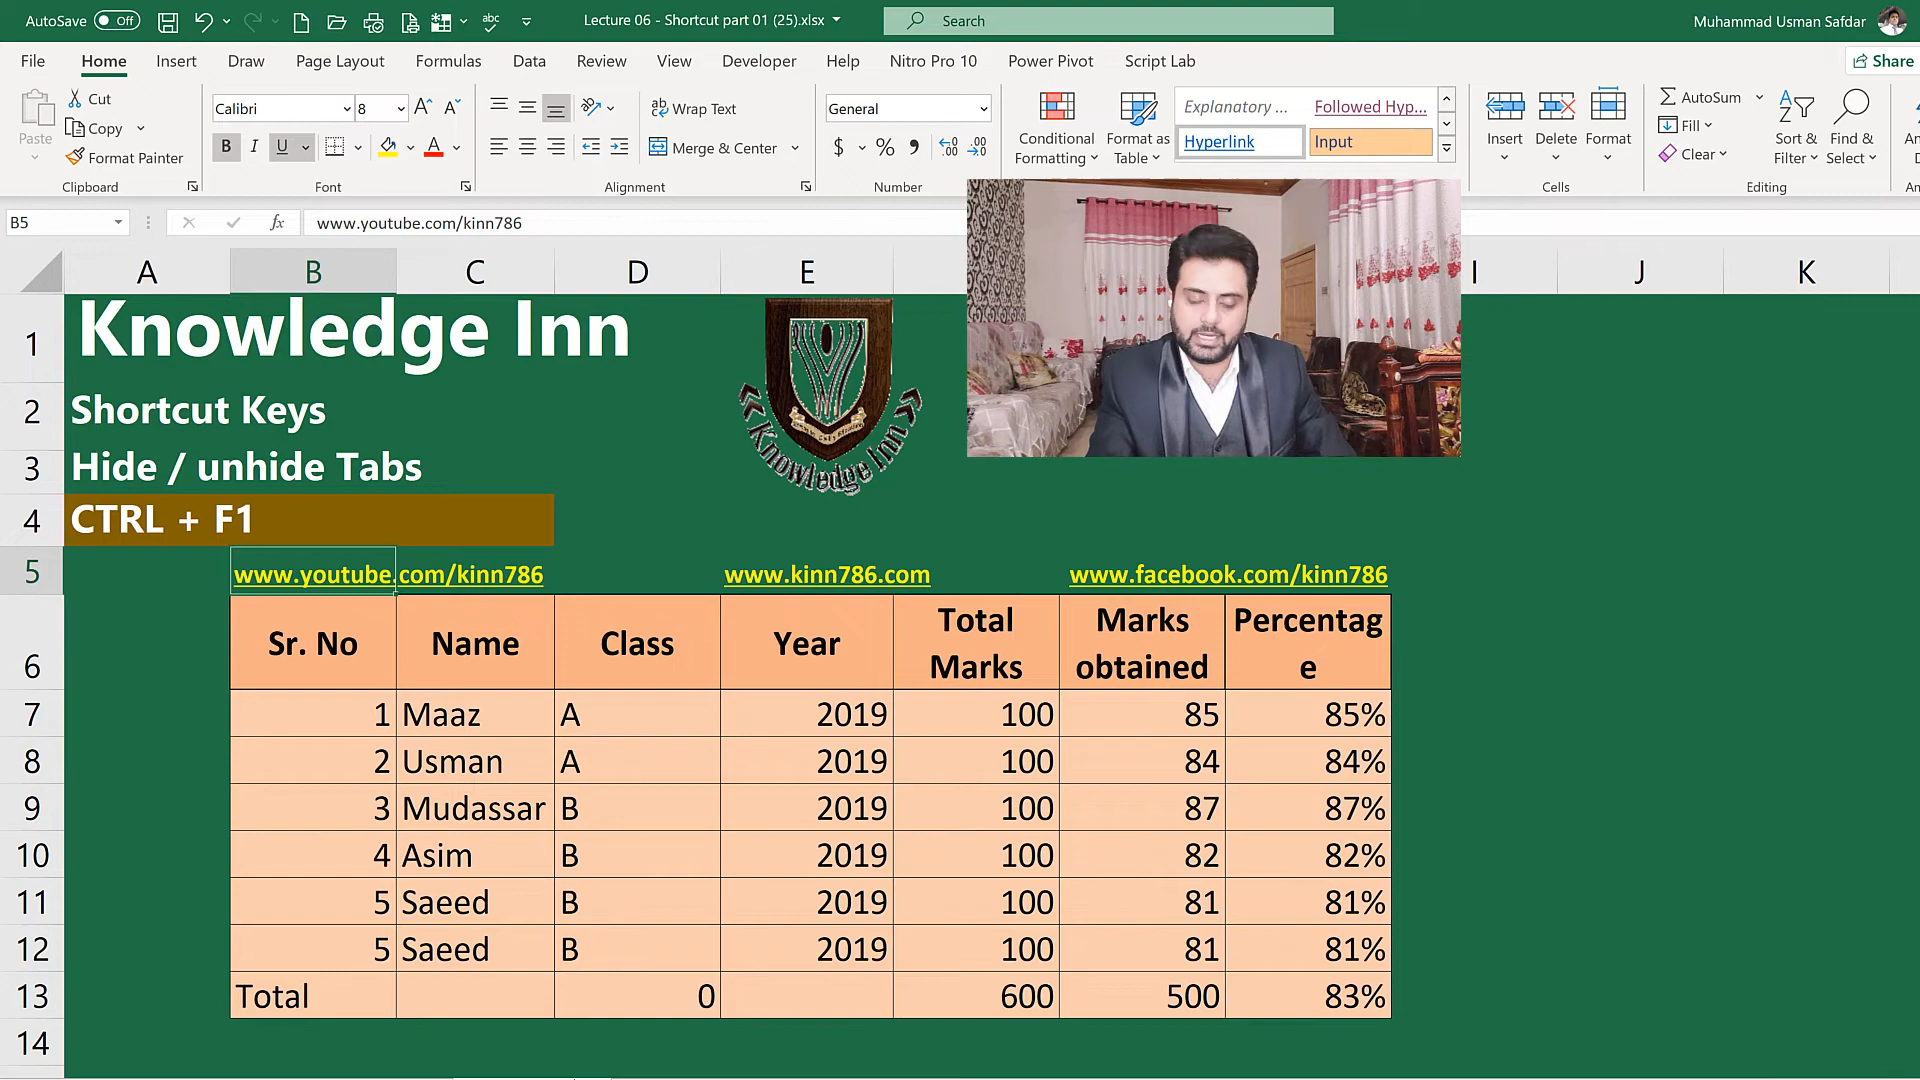 AutoSave Off Lecture 06 - Shortcut part 01 (25).xlsx Search Muhammad Usman Safdar
File Home Insert Draw Page Layout Formulas Data Review View Developer Help Nitro Pro 10 Power Pivot Script Lab Share
Paste
Cut
Copy
Format Painter
Clipboard
Calibri 8
B I U
Font
Wrap Text
Merge & Center
Alignment
General
$ %
Number
Conditional Formatting
Format as Table
Explanatory ... Followed Hyp...
Hyperlink Input
Insert Delete Format
Cells
AutoSum
Fill
Clear
Sort & Filter
Find & Select
Editing
B5 fx www.youtube.com/kinn786
A B C D E I J K
1 Knowledge Inn
Knowledge Inn
2 Shortcut Keys
3 Hide / unhide Tabs
4 CTRL + F1
5 www.youtube.com/kinn786 www.kinn786.com www.facebook.com/kinn786
6 Sr. No Name Class Year Total Marks Marks obtained Percentage
7 1 Maaz A 2019 100 85 85%
8 2 Usman A 2019 100 84 84%
9 3 Mudassar B 2019 100 87 87%
10 4 Asim B 2019 100 82 82%
11 5 Saeed B 2019 100 81 81%
12 5 Saeed B 2019 100 81 81%
13 Total 0 600 500 83%
14